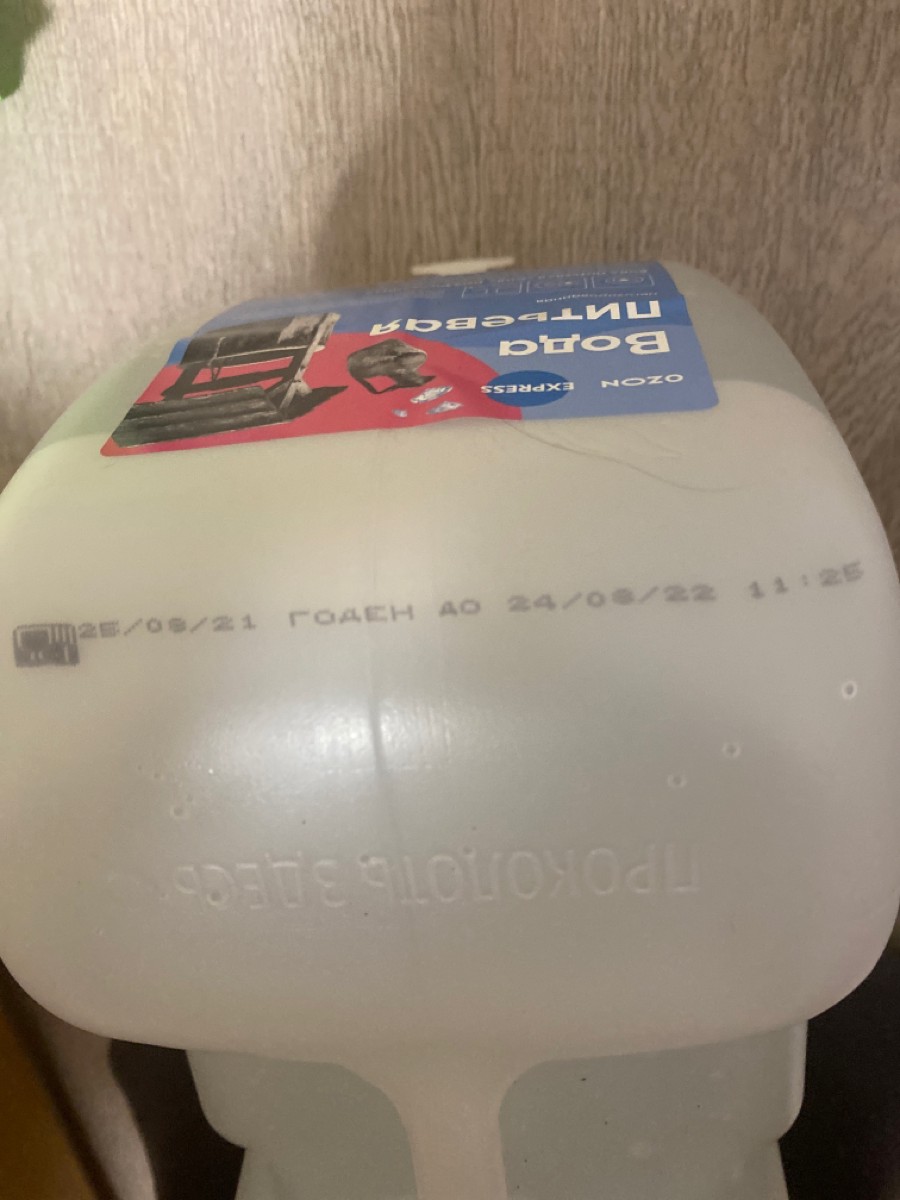 OZON EXPRESS
Вода
питьевая
25/08/21 ГОДЕН ДО 24/08/22 11:25
ПРОКОЛОТЬ ЗДЕСЬ